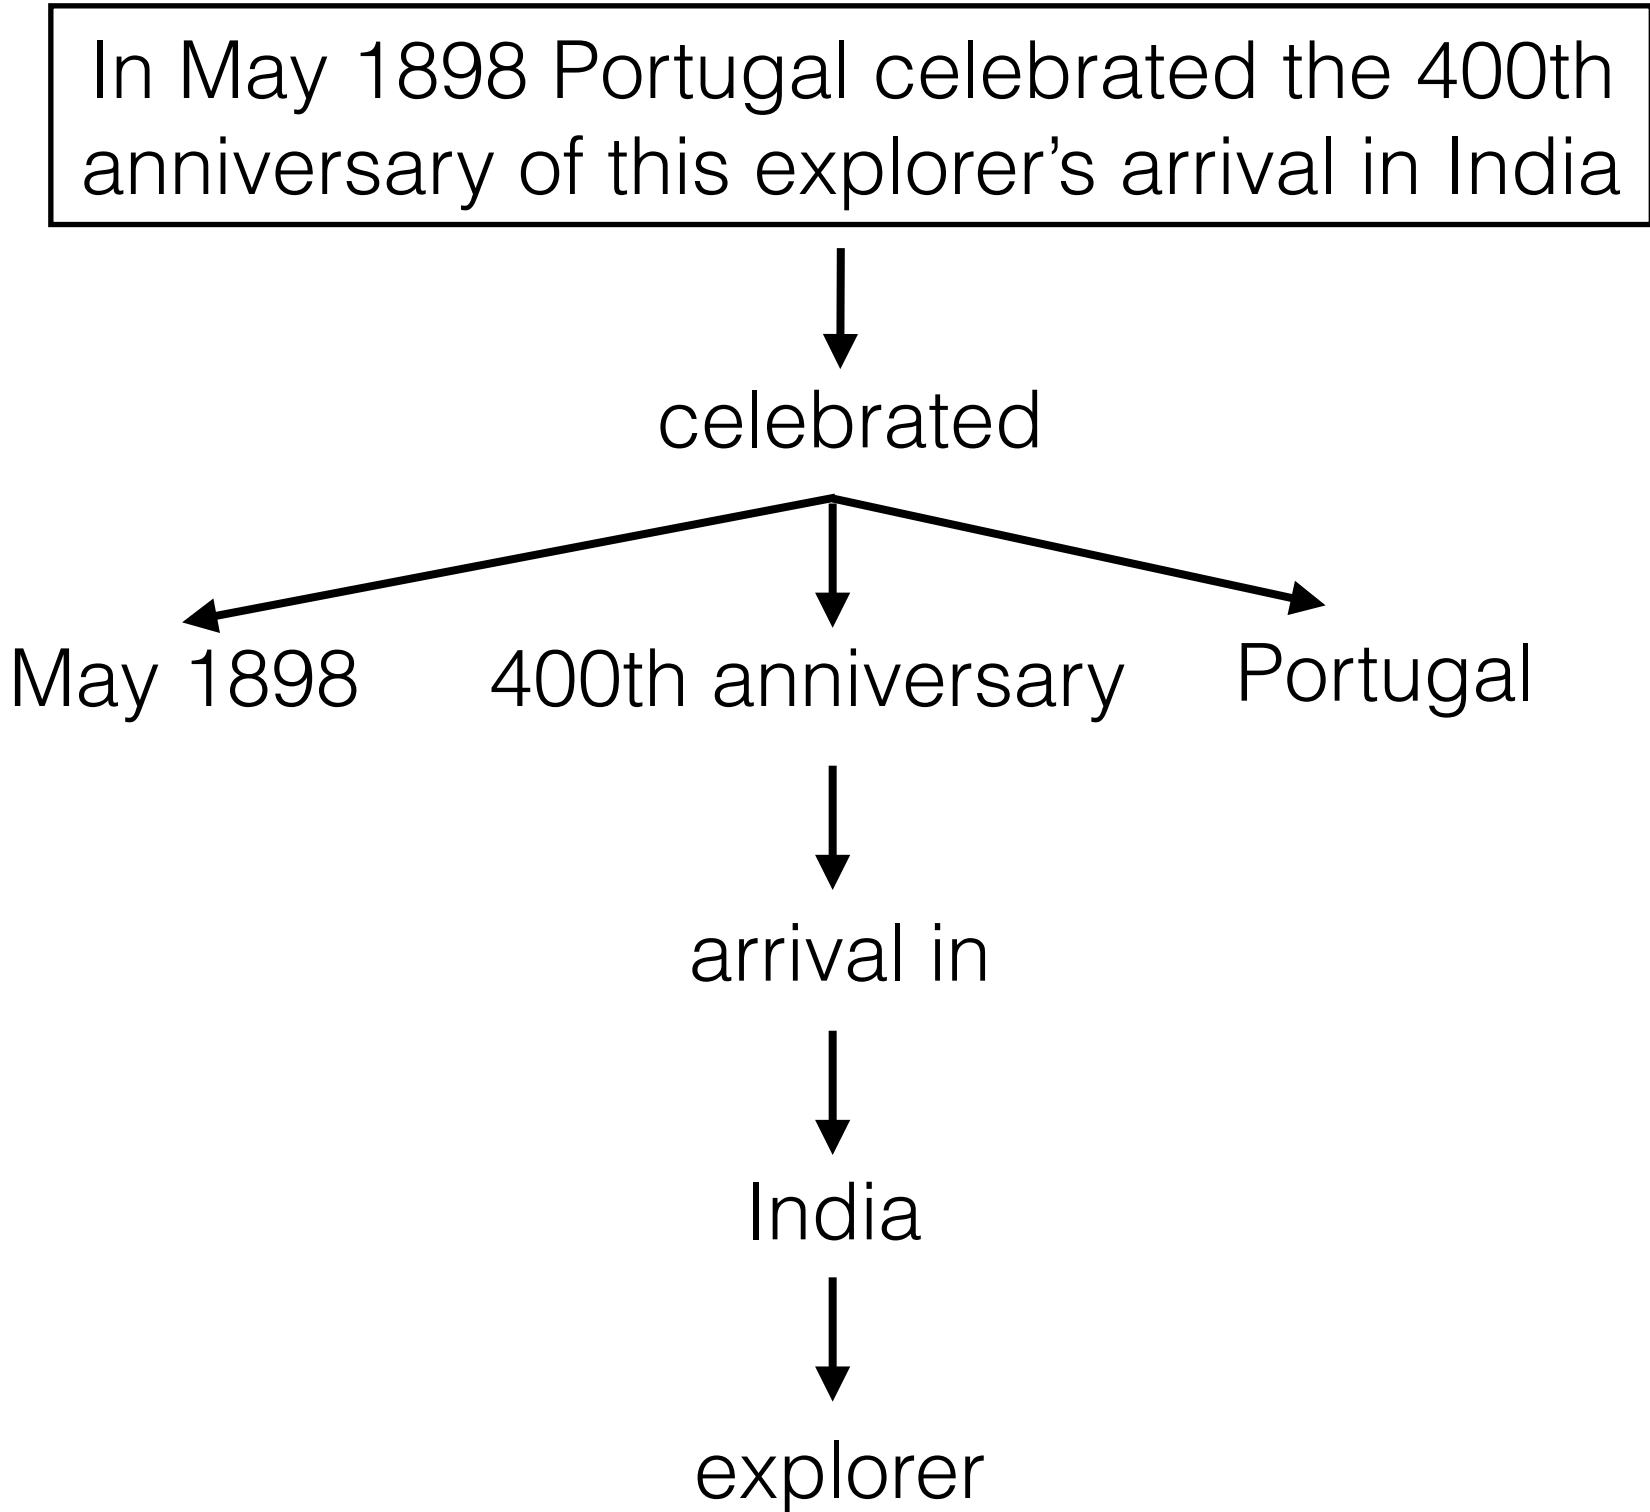 In May 1898 Portugal celebrated the 400th
anniversary of this explorer’s arrival in India
celebrated
May 1898 400th anniversary Portugal
arrival in
India
explorer